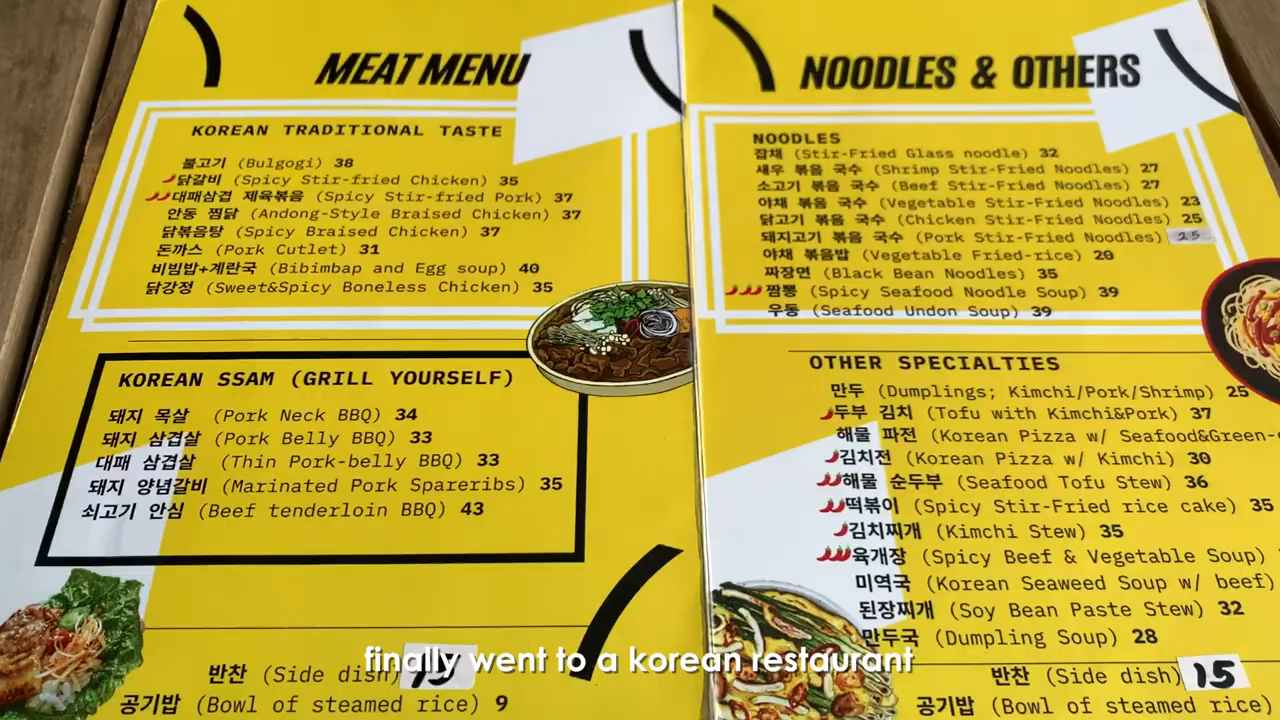 MEAT MENU
KOREAN TRADITIONAL TASTE
불고기 (Bulgogi) 38
닭갈비 (Spicy Stir-fried Chicken) 35
대패삼겹 제육볶음 (Spicy Stir-fried Pork) 37
안동 찜닭 (Andong-Style Braised Chicken) 37
닭볶음탕 (Spicy Braised Chicken) 37
돈까스 (Pork Cutlet) 31
비빔밥+계란국 (Bibimbap and Egg soup) 40
닭강정 (Sweet&Spicy Boneless Chicken) 35
KOREAN SSAM (GRILL YOURSELF)
돼지 목살 (Pork Neck BBQ) 34
돼지 삼겹살 (Pork Belly BBQ) 33
대패 삼겹살 (Thin Pork-belly BBQ) 33
돼지 양념갈비 (Marinated Pork Spareribs) 35
쇠고기 안심 (Beef tenderloin BBQ) 43
반찬 (Side dish)
공기밥 (Bowl of steamed rice) 9
NOODLES & OTHERS
NOODLES
잡채 (Stir-Fried Glass noodle) 32
새우 볶음 국수 (Shrimp Stir-Fried Noodles) 27
소고기 볶음 국수 (Beef Stir-Fried Noodles) 27
야채 볶음 국수 (Vegetable Stir-Fried Noodles) 23
닭고기 볶음 국수 (Chicken Stir-Fried Noodles) 25
돼지고기 볶음 국수 (Pork Stir-Fried Noodles) 25
야채 볶음밥 (Vegetable Fried-rice) 20
짜장면 (Black Bean Noodles) 35
짬뽕 (Spicy Seafood Noodle Soup) 39
우동 (Seafood Undon Soup) 39
OTHER SPECIALTIES
만두 (Dumplings; Kimchi/Pork/Shrimp) 25
두부 김치 (Tofu with Kimchi&Pork) 37
해물 파전 (Korean Pizza w/ Seafood&Green-
김치전 (Korean Pizza w/ Kimchi) 30
해물 순두부 (Seafood Tofu Stew) 36
떡볶이 (Spicy Stir-Fried rice cake) 35
김치찌개 (Kimchi Stew) 35
육개장 (Spicy Beef & Vegetable Soup)
미역국 (Korean Seaweed Soup w/ beef)
된장찌개 (Soy Bean Paste Stew) 32
만두국 (Dumpling Soup) 28
반찬 (Side dish) 15
공기밥 (Bowl of steamed rice)
finally went to a korean restaurant